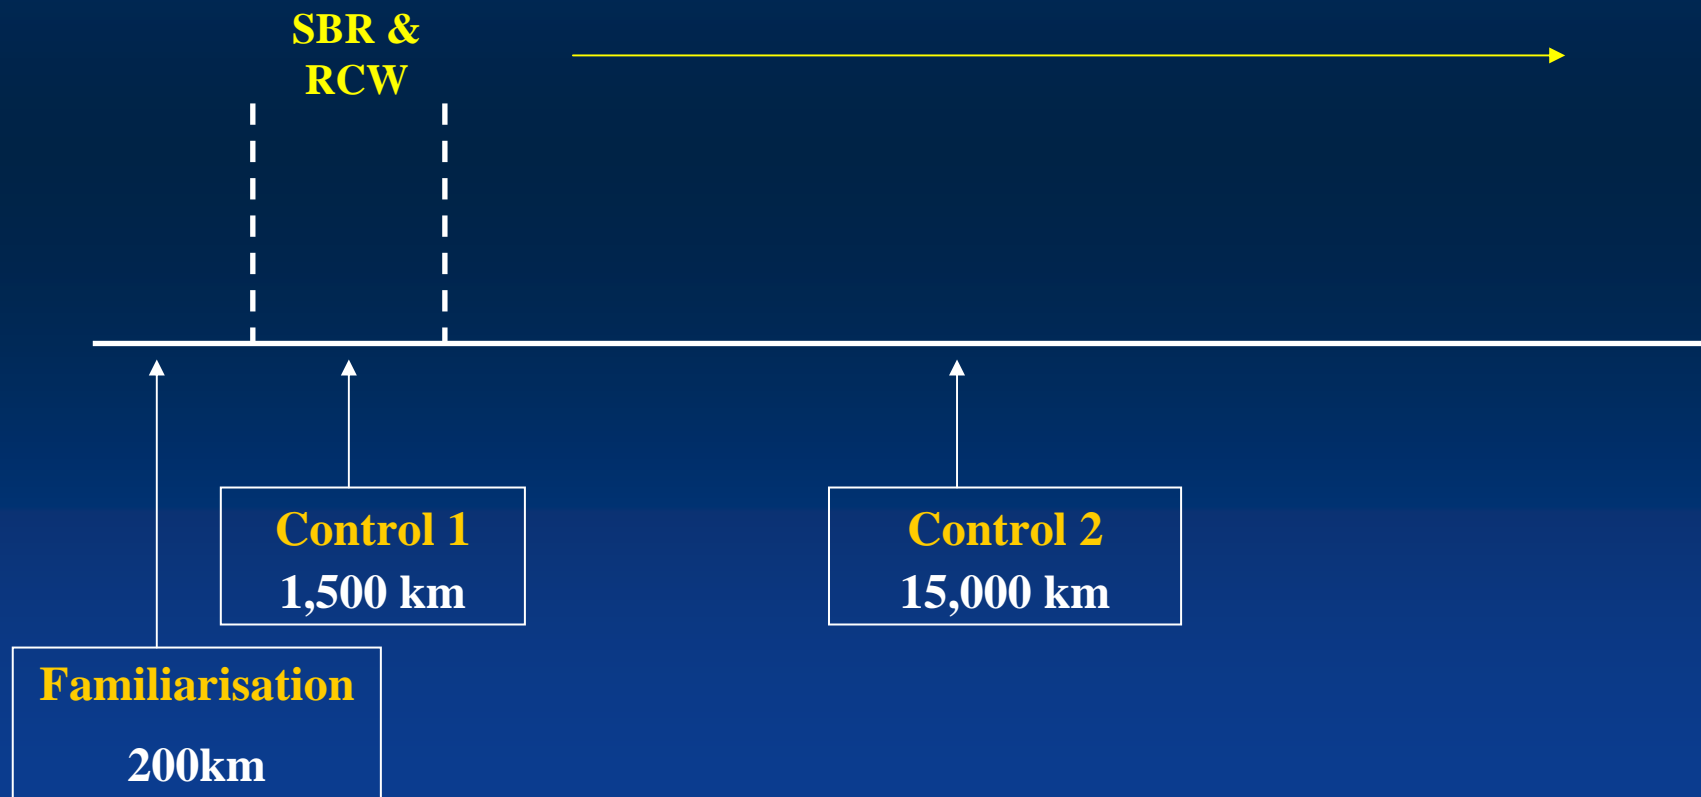 SBR &
RCW
Control 1
1,500 km
Control 2
15,000 km
Familiarisation
200km